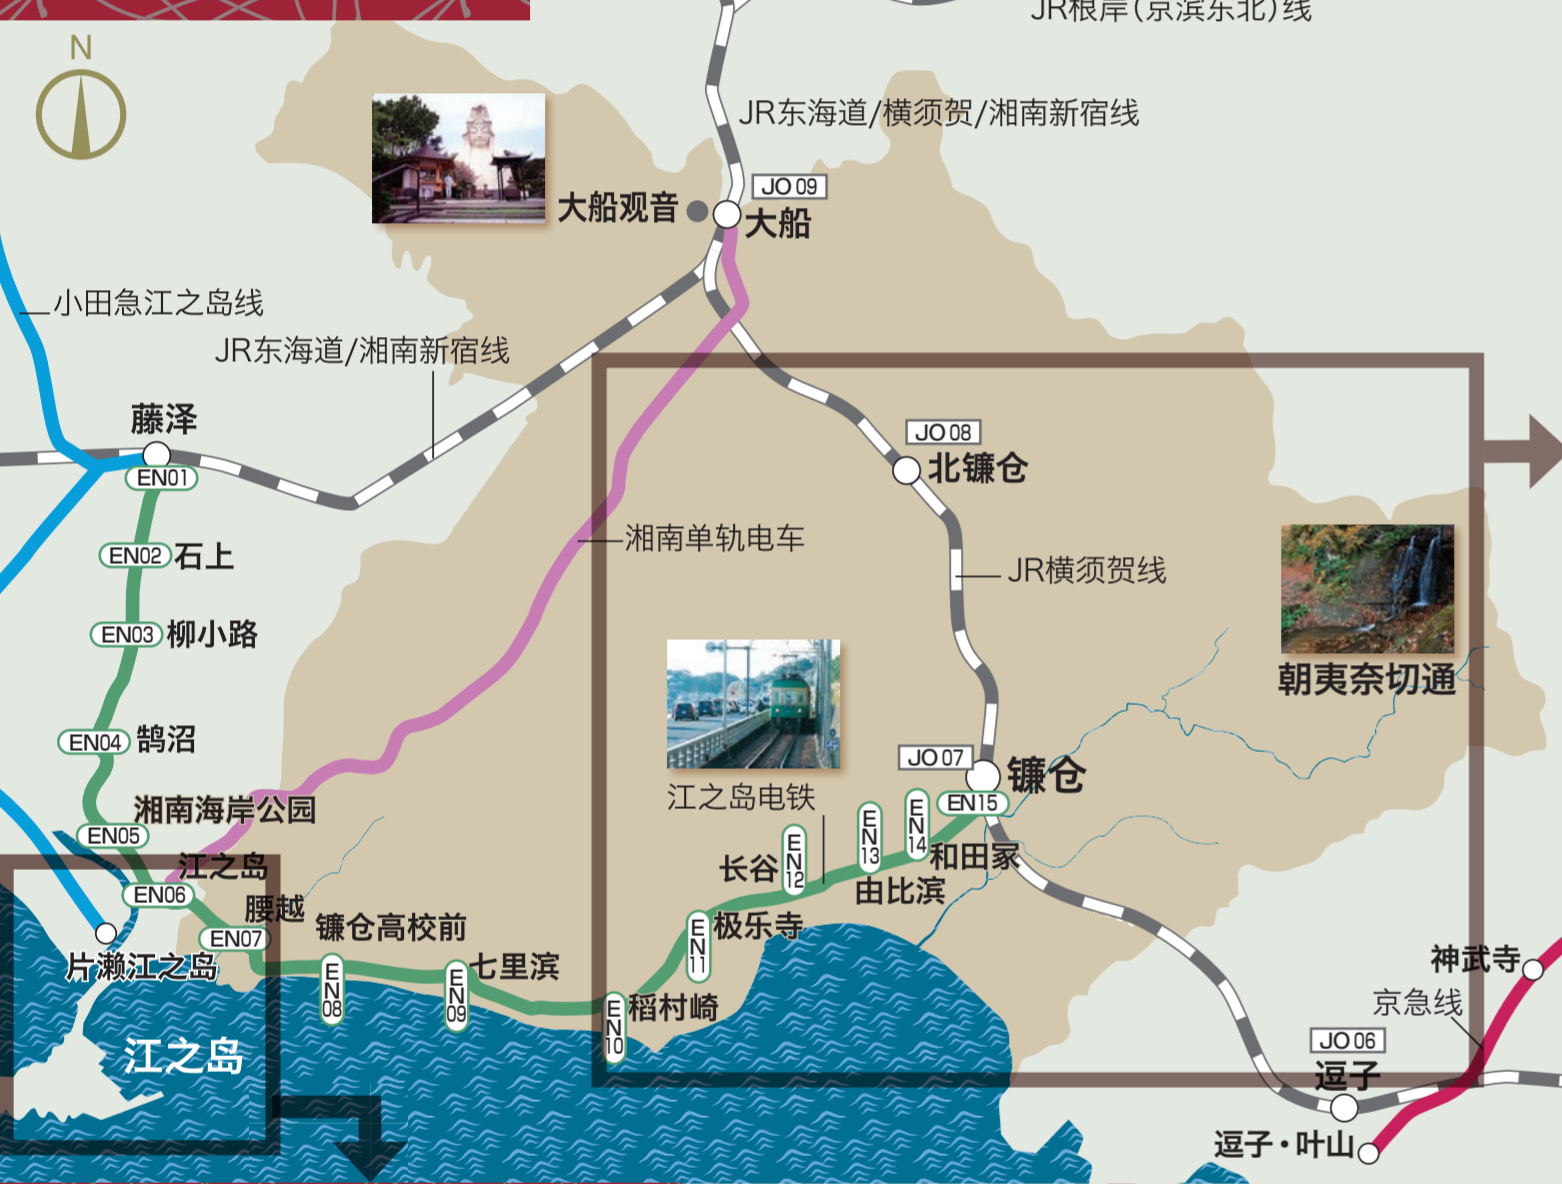 JR根岸(京滨东北)线
N
JR东海道/横须贺/湘南新宿线
JO 09
大船观音
大船
小田急江之岛线
JR东海道/湘南新宿线
藤泽
EN01
JO 08
北镰仓
湘南单轨电车
EN02
石上
JR横须贺线
EN03
柳小路
朝夷奈切通
EN04
鹄沼
JO 07
镰仓
江之岛电铁
EN15
湘南海岸公园
EN05
EN14
和田冢
EN13
由比滨
EN12
长谷
江之岛
EN06
腰越
EN07
镰仓高校前
EN08
七里滨
EN09
极乐寺
EN11
稻村崎
EN10
片濑江之岛
江之岛
神武寺
京急线
JO 06
逗子
逗子・叶山